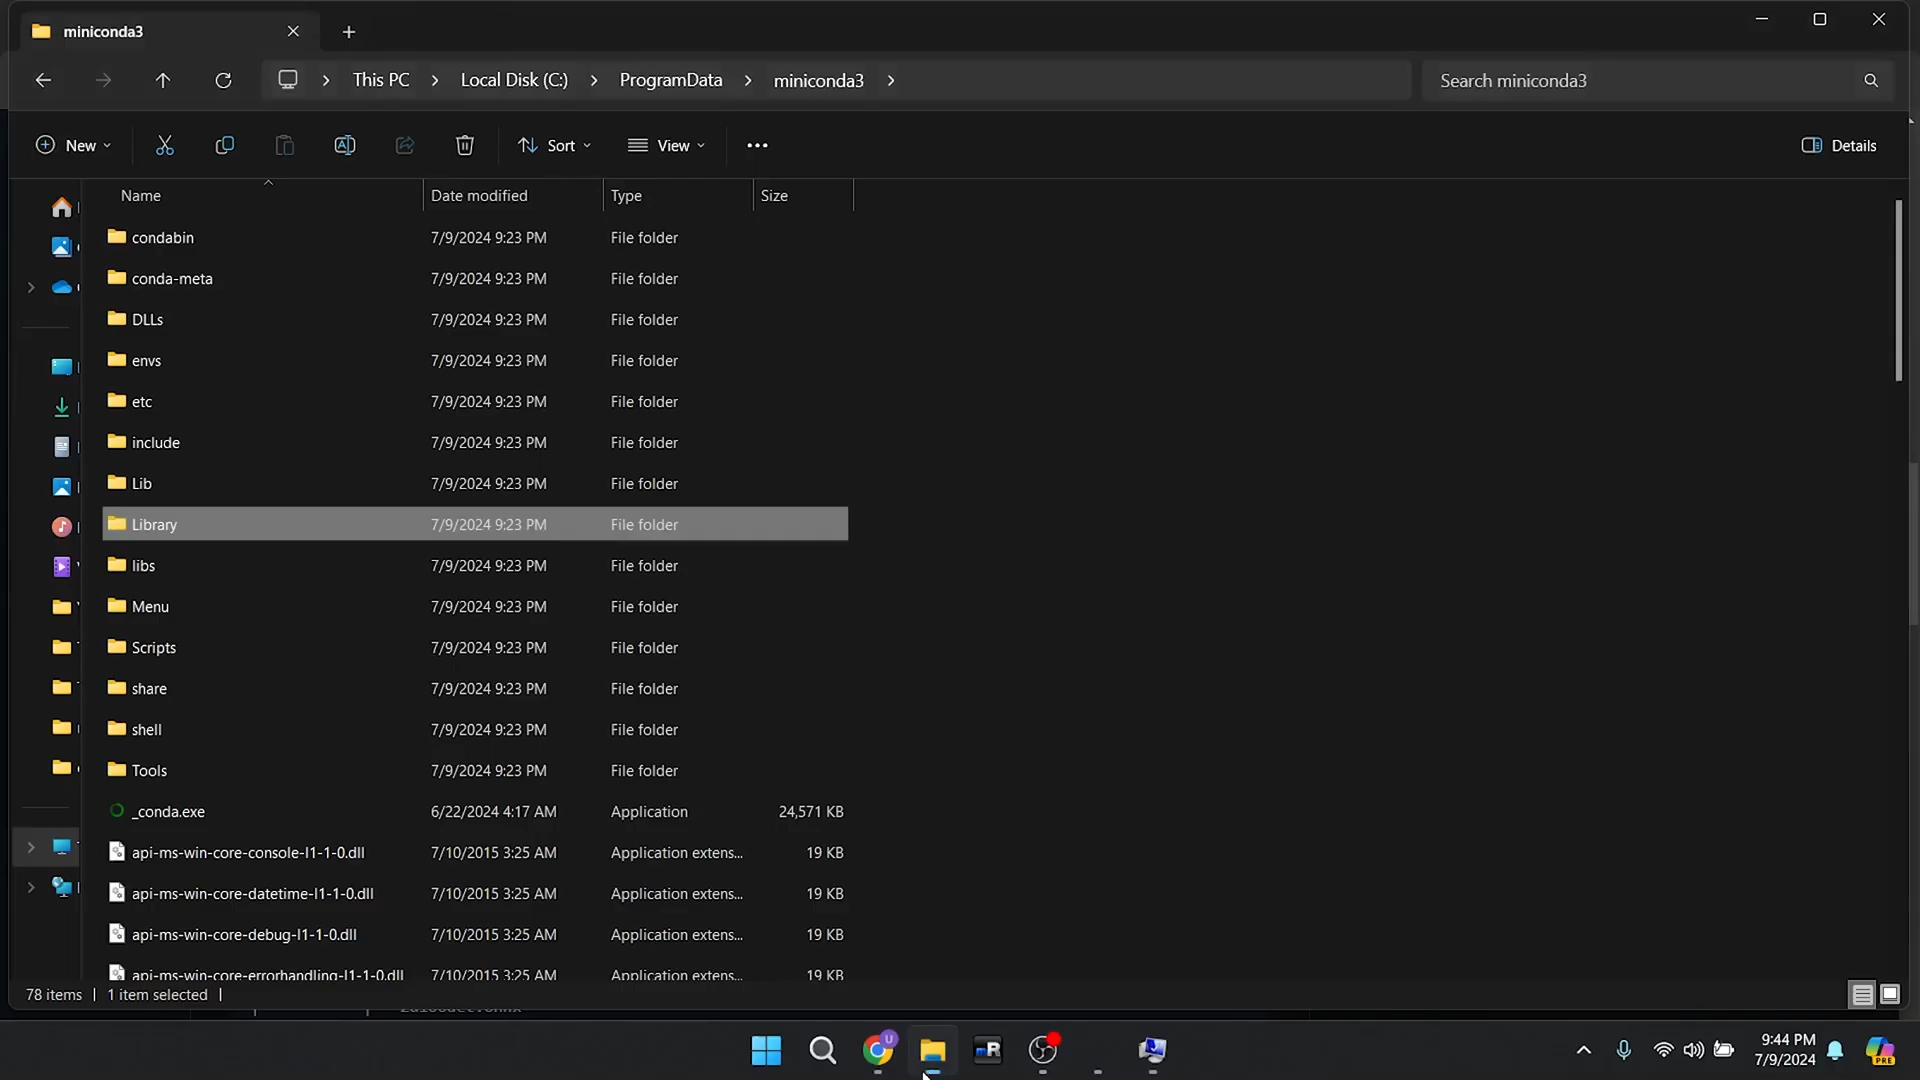 miniconda3
This PC
Local Disk (C:)
ProgramData
miniconda3
Search miniconda3
New
Sort
View
Details
Name Date modified Type Size
condabin 7/9/2024 9:23 PM File folder
conda-meta 7/9/2024 9:23 PM File folder
DLLs 7/9/2024 9:23 PM File folder
envs 7/9/2024 9:23 PM File folder
etc 7/9/2024 9:23 PM File folder
include 7/9/2024 9:23 PM File folder
Lib 7/9/2024 9:23 PM File folder
Library 7/9/2024 9:23 PM File folder
libs 7/9/2024 9:23 PM File folder
Menu 7/9/2024 9:23 PM File folder
Scripts 7/9/2024 9:23 PM File folder
share 7/9/2024 9:23 PM File folder
shell 7/9/2024 9:23 PM File folder
Tools 7/9/2024 9:23 PM File folder
_conda.exe 6/22/2024 4:17 AM Application 24,571 KB
api-ms-win-core-console-l1-1-0.dll 7/10/2015 3:25 AM Application extens... 19 KB
api-ms-win-core-datetime-l1-1-0.dll 7/10/2015 3:25 AM Application extens... 19 KB
api-ms-win-core-debug-l1-1-0.dll 7/10/2015 3:25 AM Application extens... 19 KB
api-ms-win-core-errorhandling-l1-1-0.dll 7/10/2015 3:25 AM Application extens... 19 KB
78 items
1 item selected
U
mR
9:44 PM
7/9/2024
PRE